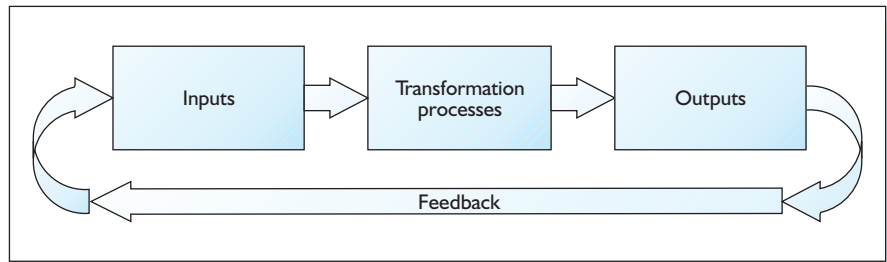 Inputs
Transformation
processes
Outputs
Feedback